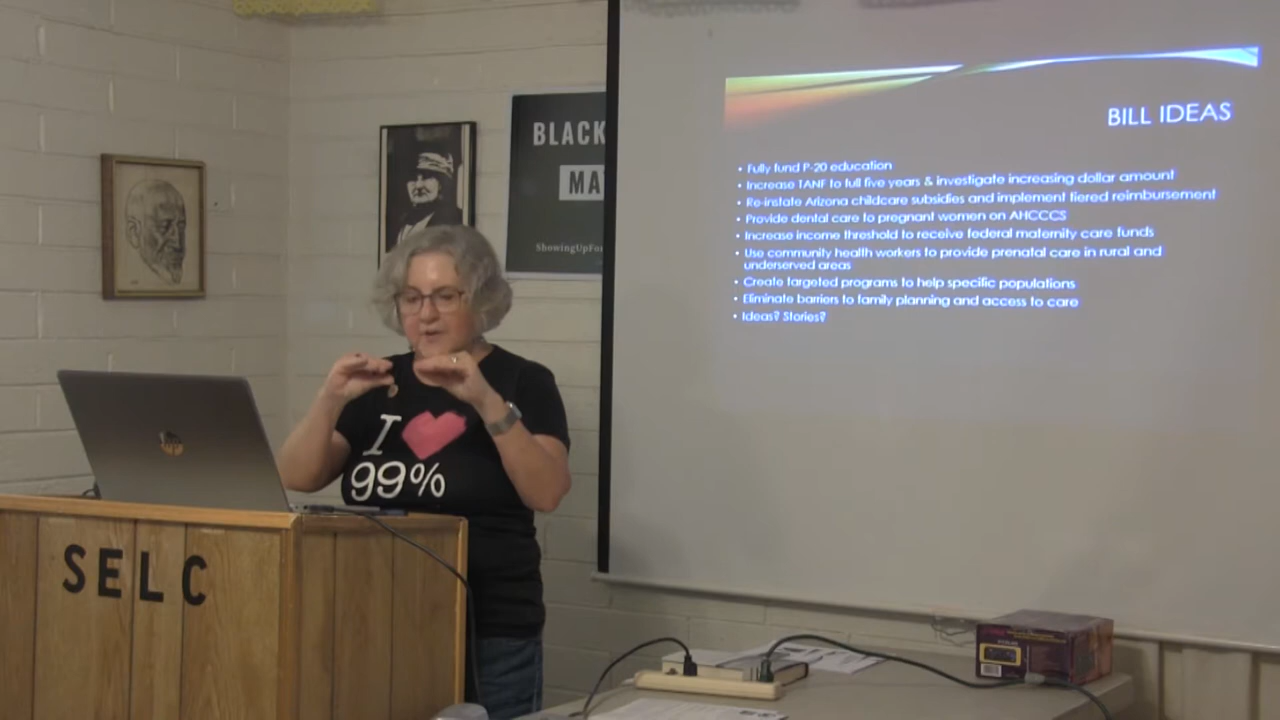 BLACK
MA
ShowingUpFor
BILL IDEAS
• Fully fund P-20 education
• Increase TANF to full five years & investigate increasing dollar amount
• Re-instate Arizona childcare subsidies and implement tiered reimbursement
• Provide dental care to pregnant women on AHCCCS
• Increase income threshold to receive federal maternity care funds
• Use community health workers to provide prenatal care in rural and
underserved areas
• Create targeted programs to help specific populations
• Eliminate barriers to family planning and access to care
• Ideas? Stories?
I
99%
SELC